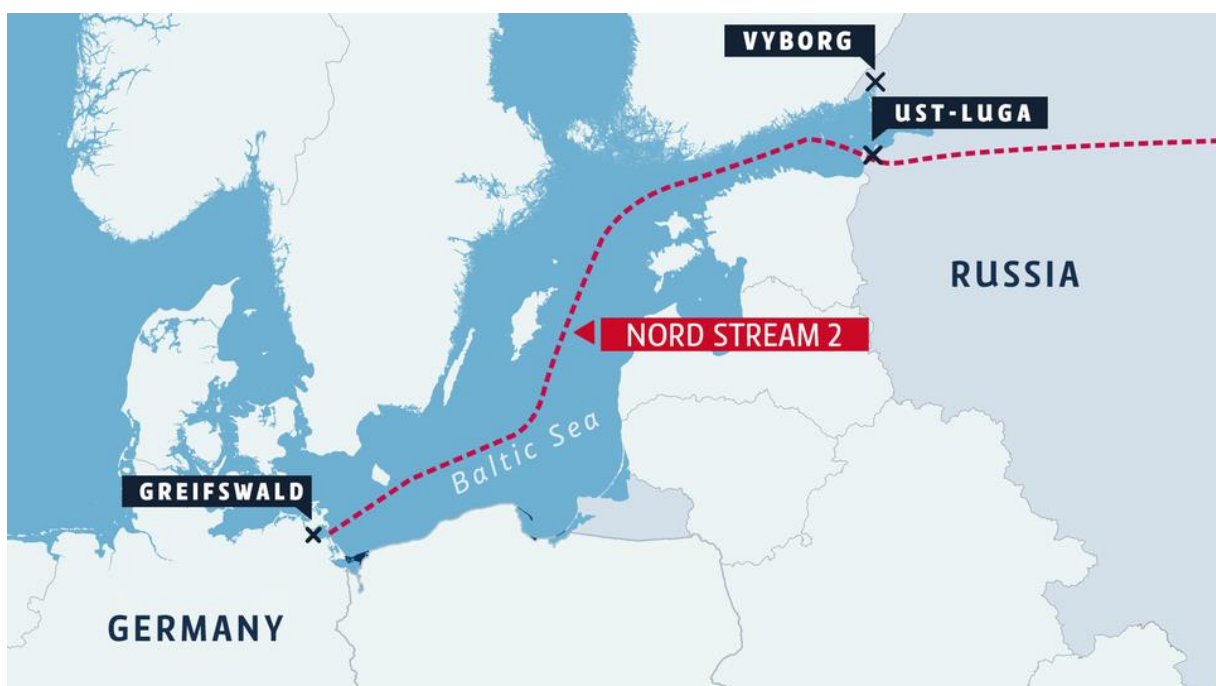 VYBORG
UST-LUGA
RUSSIA
NORD STREAM 2
Baltic Sea
GREIFSWALD
GERMANY